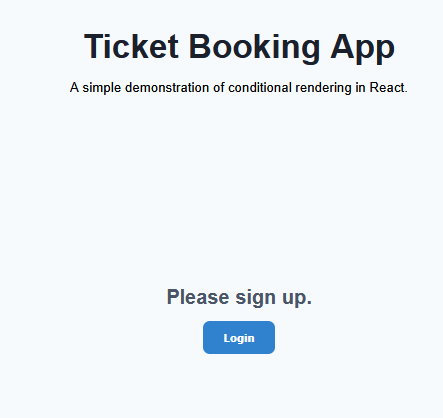 Ticket Booking App
A simple demonstration of conditional rendering in React.
Please sign up.
Login